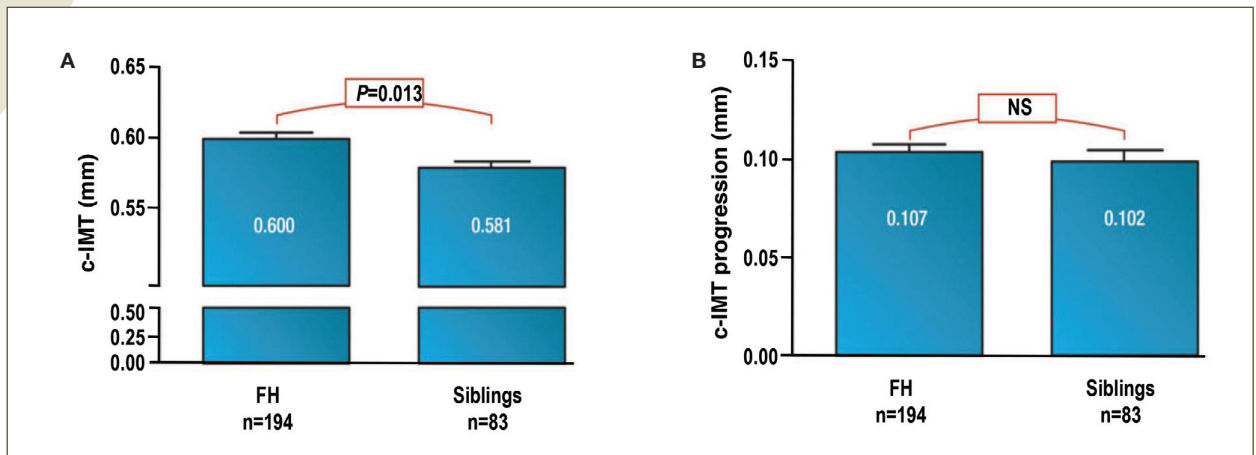 A
c-IMT (mm)
0.65
0.60
0.55
0.50
0.25
0.00
P=0.013
0.600
0.581
FH
n=194
Siblings
n=83
B
c-IMT progression (mm)
0.15
0.10
0.05
0.00
NS
0.107
0.102
FH
n=194
Siblings
n=83